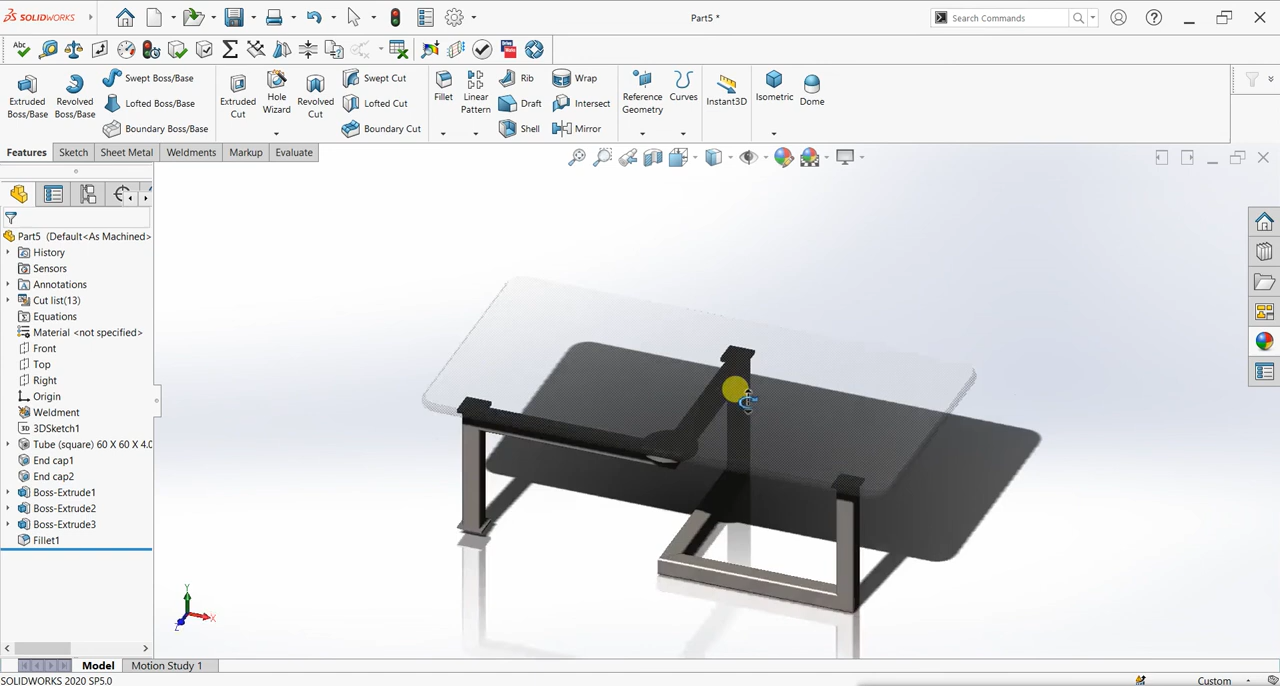 SOLIDWORKS
Part5 *
Search Commands
Abc
Extruded Boss/Base
Revolved Boss/Base
Swept Boss/Base
Lofted Boss/Base
Boundary Boss/Base
Extruded Cut
Hole Wizard
Revolved Cut
Swept Cut
Lofted Cut
Boundary Cut
Fillet
Linear Pattern
Rib
Draft
Shell
Wrap
Intersect
Mirror
Reference Geometry
Curves
Instant3D
Isometric
Dome
Features
Sketch
Sheet Metal
Weldments
Markup
Evaluate
Part5 (Default<As Machined>
History
Sensors
Annotations
Cut list(13)
Equations
Material <not specified>
Front
Top
Right
Origin
Weldment
3DSketch1
Tube (square) 60 X 60 X 4.0
End cap1
End cap2
Boss-Extrude1
Boss-Extrude2
Boss-Extrude3
Fillet1
Y
X
Z
Model
Motion Study 1
SOLIDWORKS 2020 SP5.0
Custom